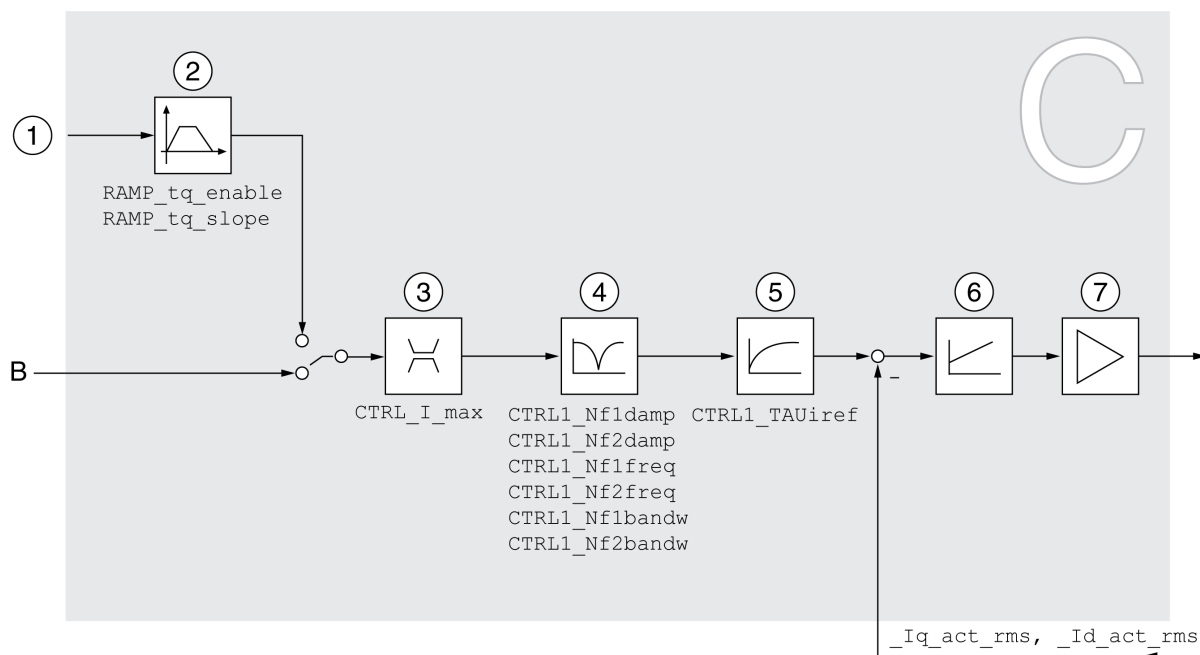 C
2
1
RAMP_tq_enable
RAMP_tq_slope
3
4
5
6
7
B
CTRL_I_max
CTRL1_Nf1damp
CTRL1_Nf2damp
CTRL1_Nf1freq
CTRL1_Nf2freq
CTRL1_Nf1bandw
CTRL1_Nf2bandw
CTRL1_TAUiref
–
_Iq_act_rms, _Id_act_rms